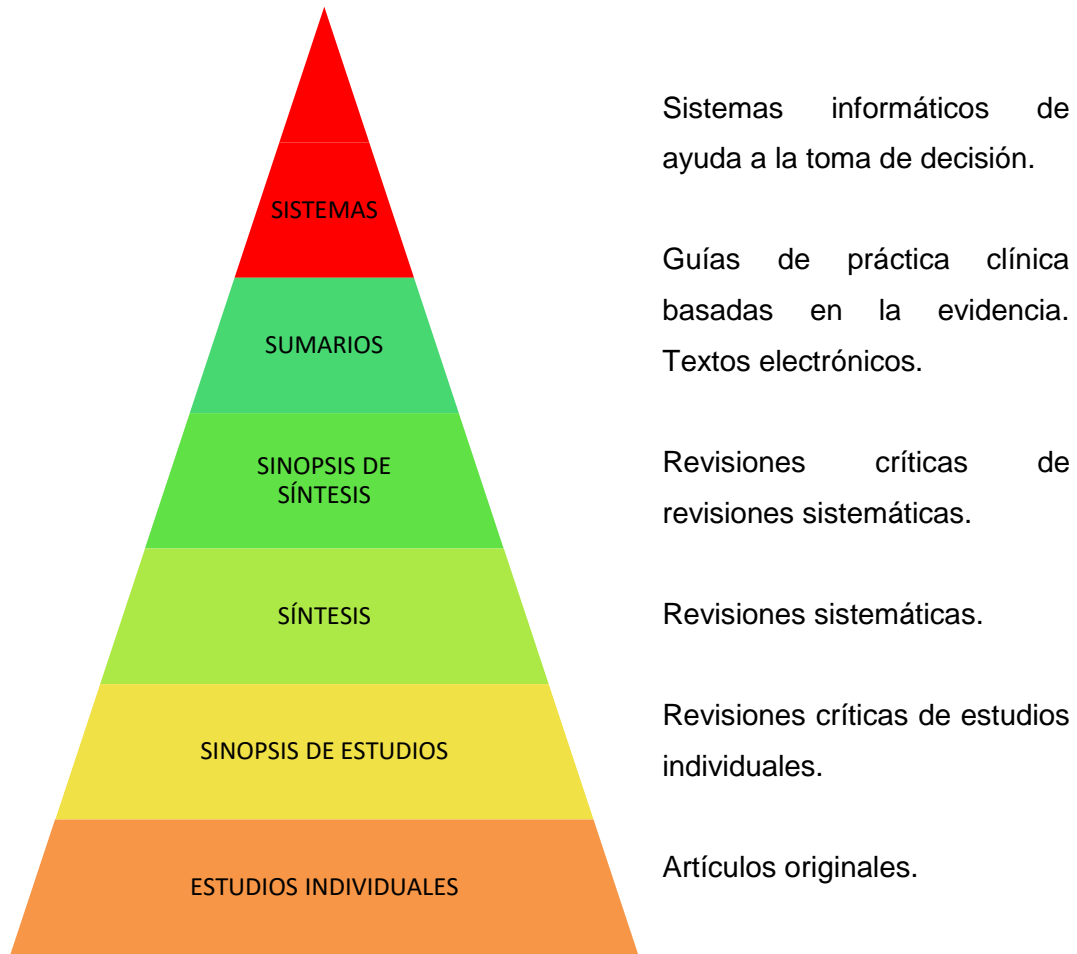 Sistemas informáticos de
ayuda a la toma de decisión.
SISTEMAS
Guías de práctica clínica
basadas en la evidencia.
Textos electrónicos.
SUMARIOS
Revisiones críticas de
revisiones sistemáticas.
SINOPSIS DE
SÍNTESIS
Revisiones sistemáticas.
SÍNTESIS
Revisiones críticas de estudios
individuales.
SINOPSIS DE ESTUDIOS
Artículos originales.
ESTUDIOS INDIVIDUALES